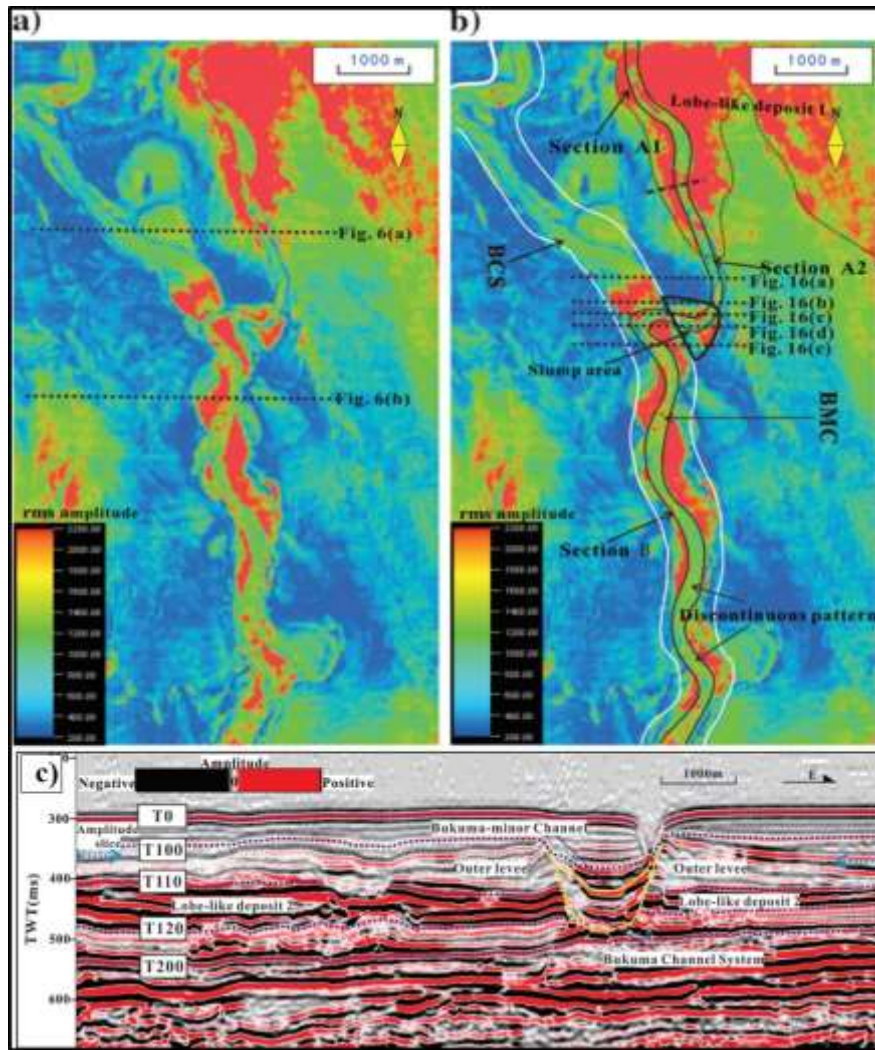 a)
1000 m
N
Fig. 6(a)
Fig. 6(b)
rms amplitude
b)
1000 m
Lobe-like deposit 1
N
Section A1
BCS
Section A2
Fig. 16(a)
Fig. 16(b)
Fig. 16(c)
Fig. 16(d)
Fig. 16(c)
Slump area
BMC
rms amplitude
Section B
Discontinuous pattern
c)
Amplitude
Negative 0 Positive
1000m
E
300
T0
Bukuma-minor Channel
Amplitude
slice
T100
Outer levee
Outer levee
400
T110
Lobe-like deposit 2
Lobe-like deposit 2
TWT(ms)
T120
500
Bukuma Channel System
T200
600